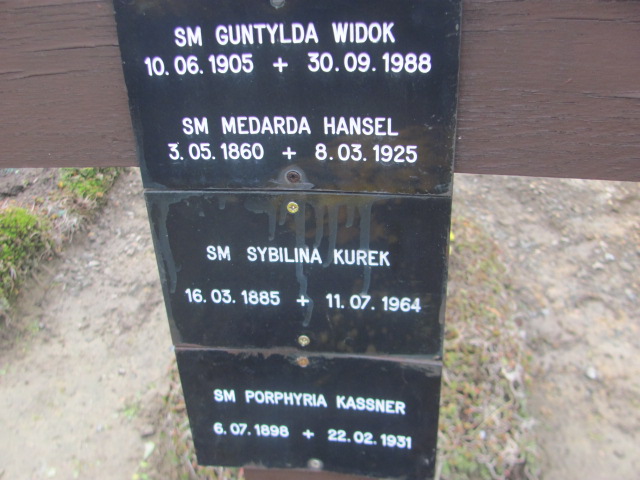 SM GUNTYLDA WIDOK
10.06.1905 + 30.09.1988
SM MEDARDA HANSEL
3.05.1860 + 8.03.1925
SM SYBILINA KUREK
16.03.1885 + 11.07.1964
SM PORPHYRIA KASSNER
6.07.1898 + 22.02.1931